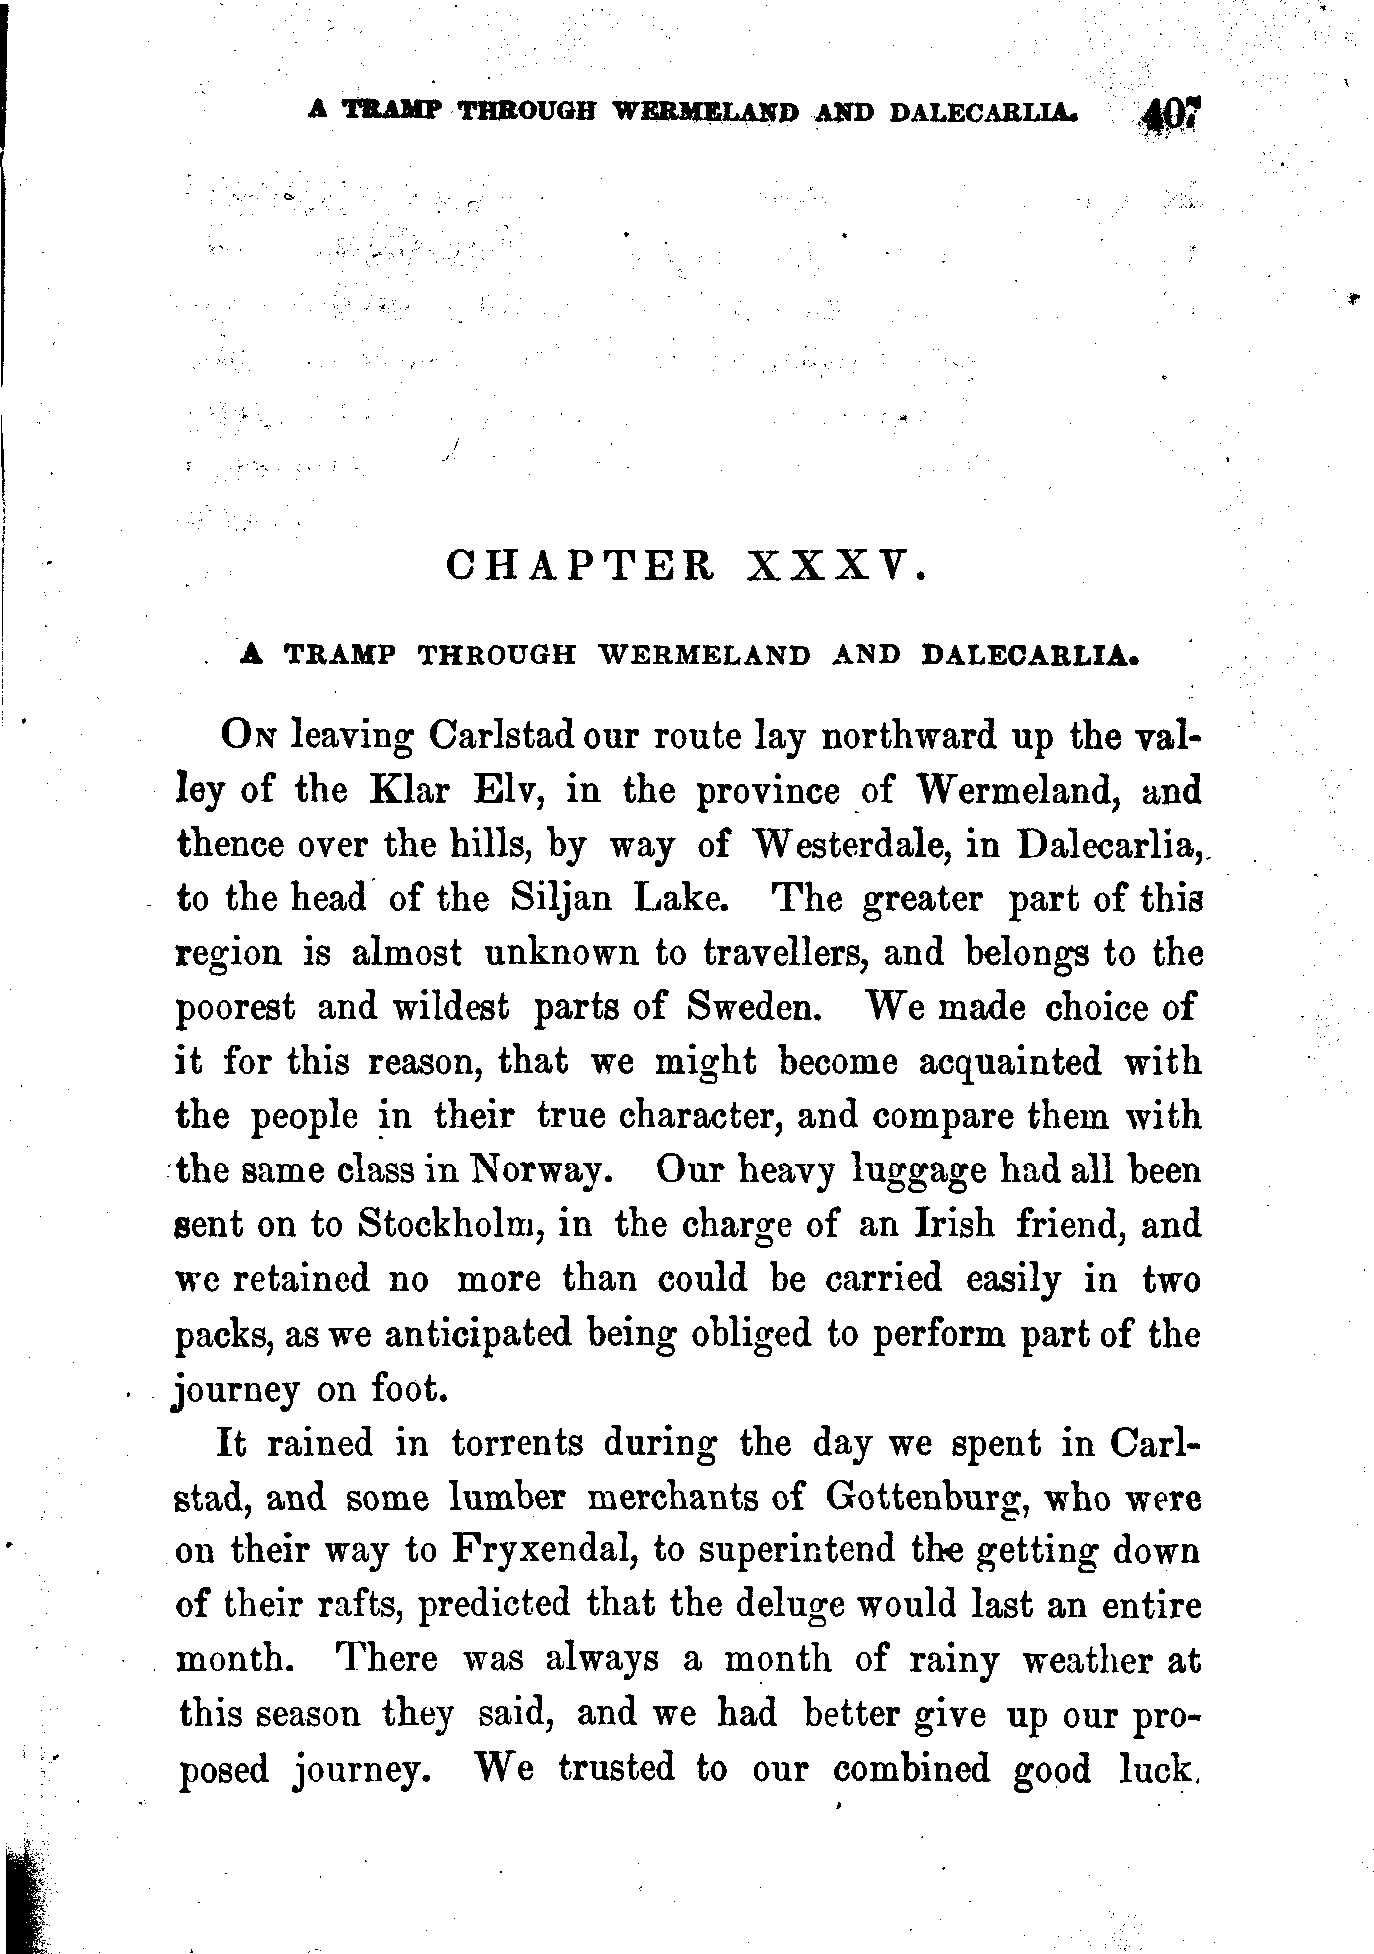 A TRAMP THROUGH WERMELAND AND DALECARLIA. 407
CHAPTER XXXV.
A TRAMP THROUGH WERMELAND AND DALECARLIA.
ON leaving Carlstad our route lay northward up the val-
ley of the Klar Elv, in the province of Wermeland, and
thence over the hills, by way of Westerdale, in Dalecarlia,
to the head of the Siljan Lake. The greater part of this
region is almost unknown to travellers, and belongs to the
poorest and wildest parts of Sweden. We made choice of
it for this reason, that we might become acquainted with
the people in their true character, and compare them with
the same class in Norway. Our heavy luggage had all been
sent on to Stockholm, in the charge of an Irish friend, and
we retained no more than could be carried easily in two
packs, as we anticipated being obliged to perform part of the
journey on foot.
It rained in torrents during the day we spent in Carl-
stad, and some lumber merchants of Gottenburg, who were
on their way to Fryxendal, to superintend the getting down
of their rafts, predicted that the deluge would last an entire
month. There was always a month of rainy weather at
this season they said, and we had better give up our pro-
posed journey. We trusted to our combined good luck,